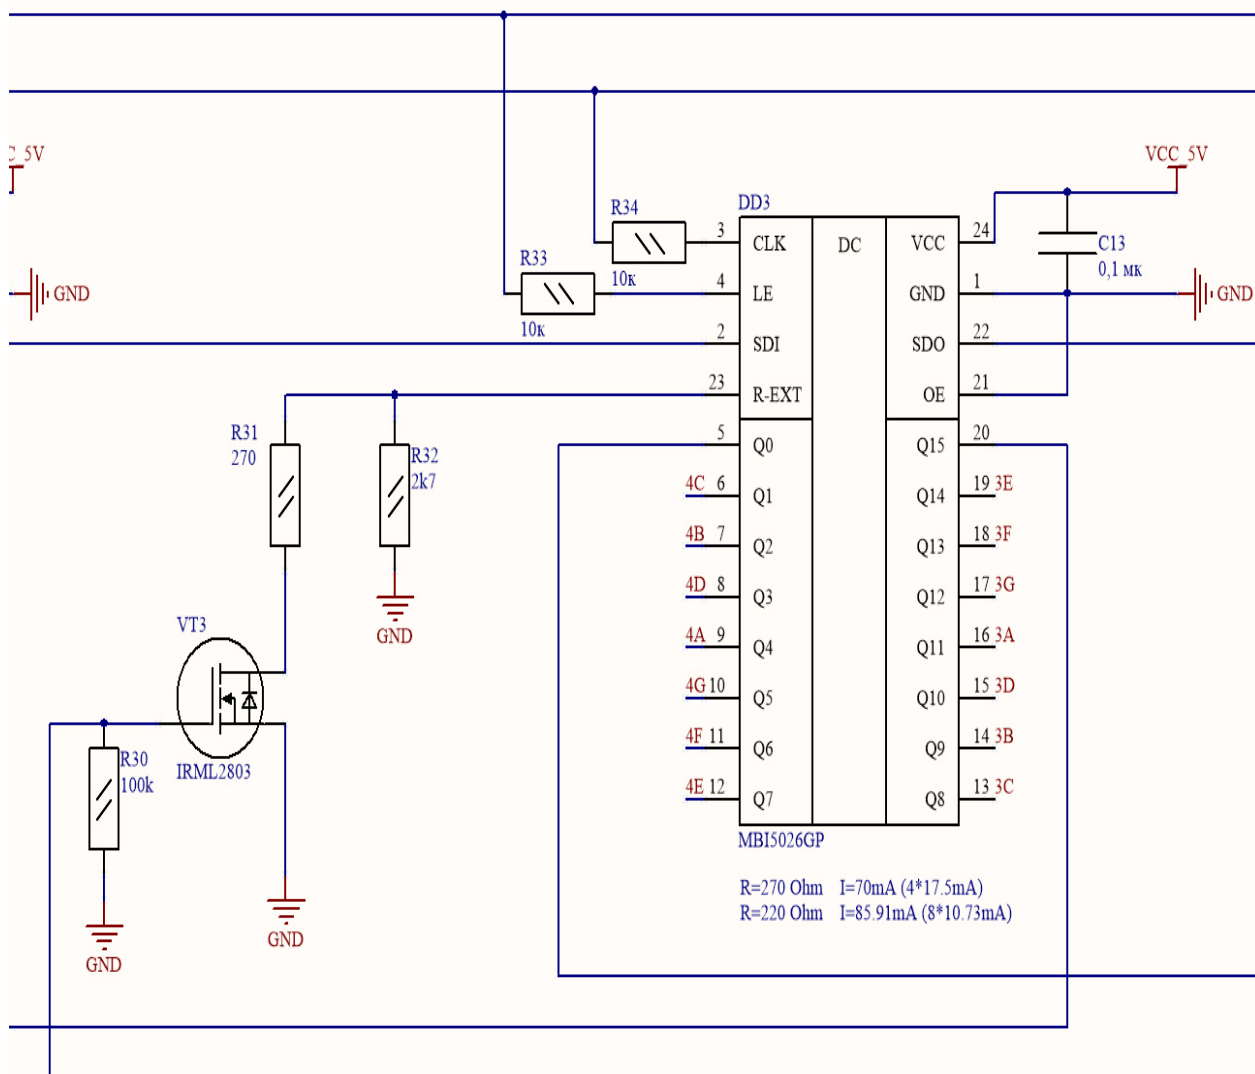 C_5V
VCC_5V
R34
DD3
3
CLK
DC
VCC
24
C13
0,1 мк
R33
10к
4
LE
GND
1
GND
GND
10к
2
SDI
SDO
22
23
R-EXT
OE
21
R31
270
R32
2k7
5
Q0
Q15
20
4C 6
Q1
Q14
19 3E
4B 7
Q2
Q13
18 3F
4D 8
Q3
Q12
17 3G
GND
VT3
4A 9
Q4
Q11
16 3A
4G 10
Q5
Q10
15 3D
4F 11
Q6
Q9
14 3B
R30
100k
IRML2803
4E 12
Q7
Q8
13 3C
MBI5026GP
R=270 Ohm I=70mA (4*17.5mA)
R=220 Ohm I=85.91mA (8*10.73mA)
GND
GND